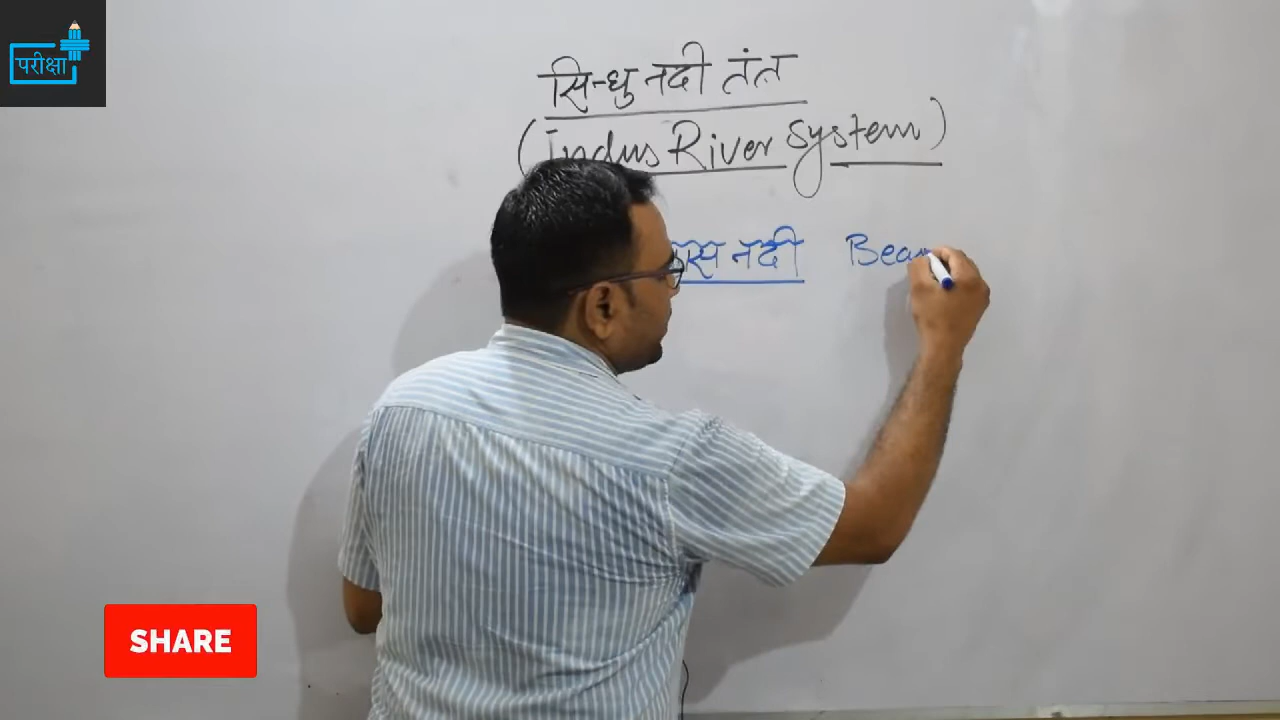 परीक्षा
सिन्धु नदी तंत्र
(Indus River System)
नदी Bea
SHARE